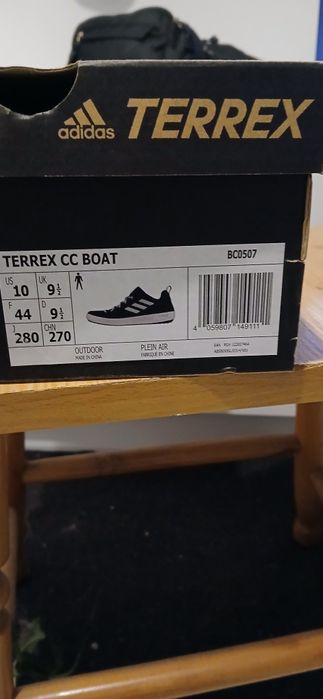 adidas TERREX
TERREX CC BOAT BC0507
US 10 UK 9½
F 44 D 9½
J 280 CHN 270
OUTDOOR PLEIN AIR
MADE IN CHINA FABRIQUE EN CHINE
4 059807 149111